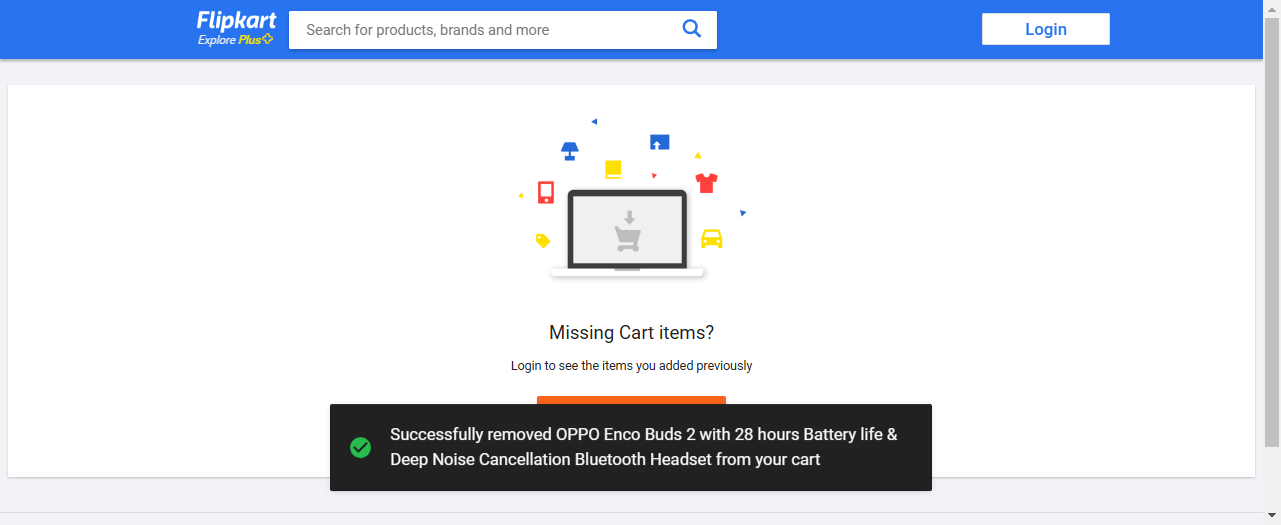 Flipkart
Explore Plus
Search for products, brands and more
Login
Missing Cart items?
Login to see the items you added previously
Successfully removed OPPO Enco Buds 2 with 28 hours Battery life &
Deep Noise Cancellation Bluetooth Headset from your cart